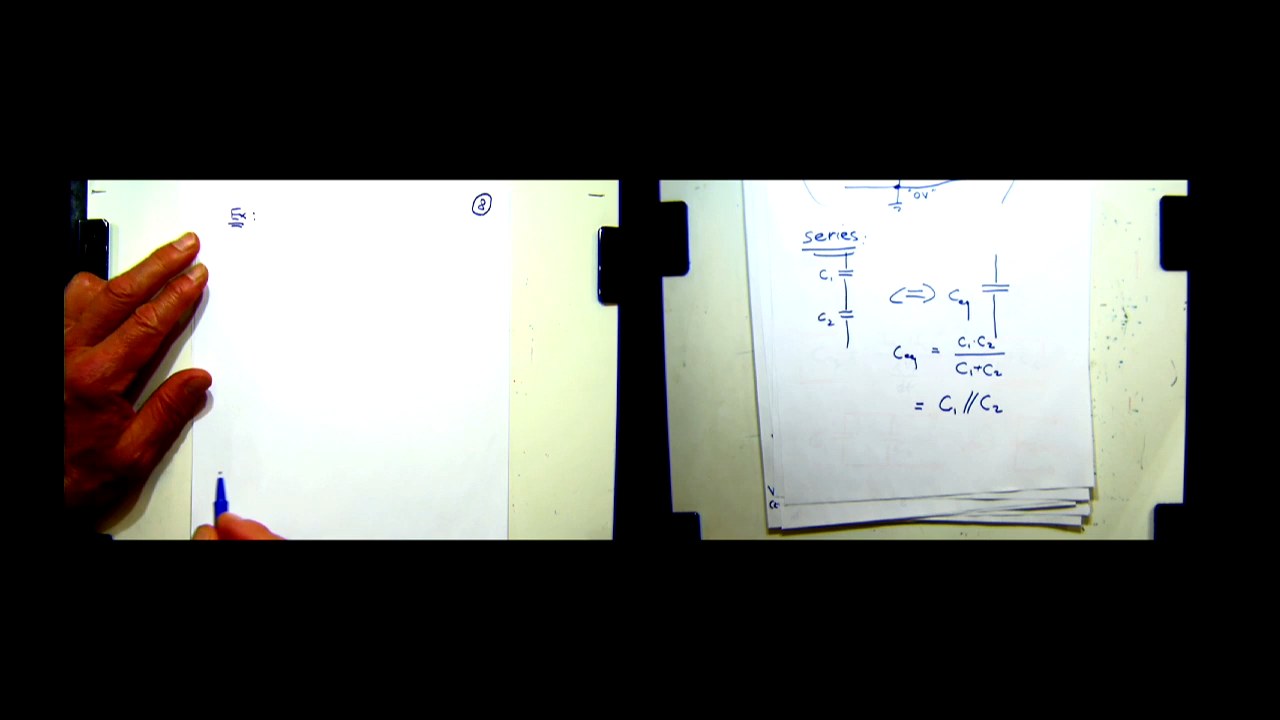 8
Ex:
"0V"
series:
C₁
C₂
<=> Ceq
Ceq = C₁·C₂ / C₁+C₂
= C₁//C₂